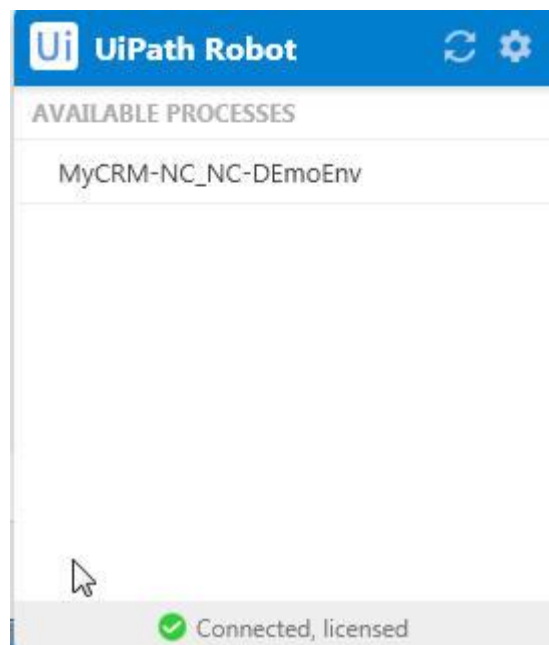 Ui UiPath Robot
AVAILABLE PROCESSES
MyCRM-NC_NC-DEmoEnv
Connected, licensed